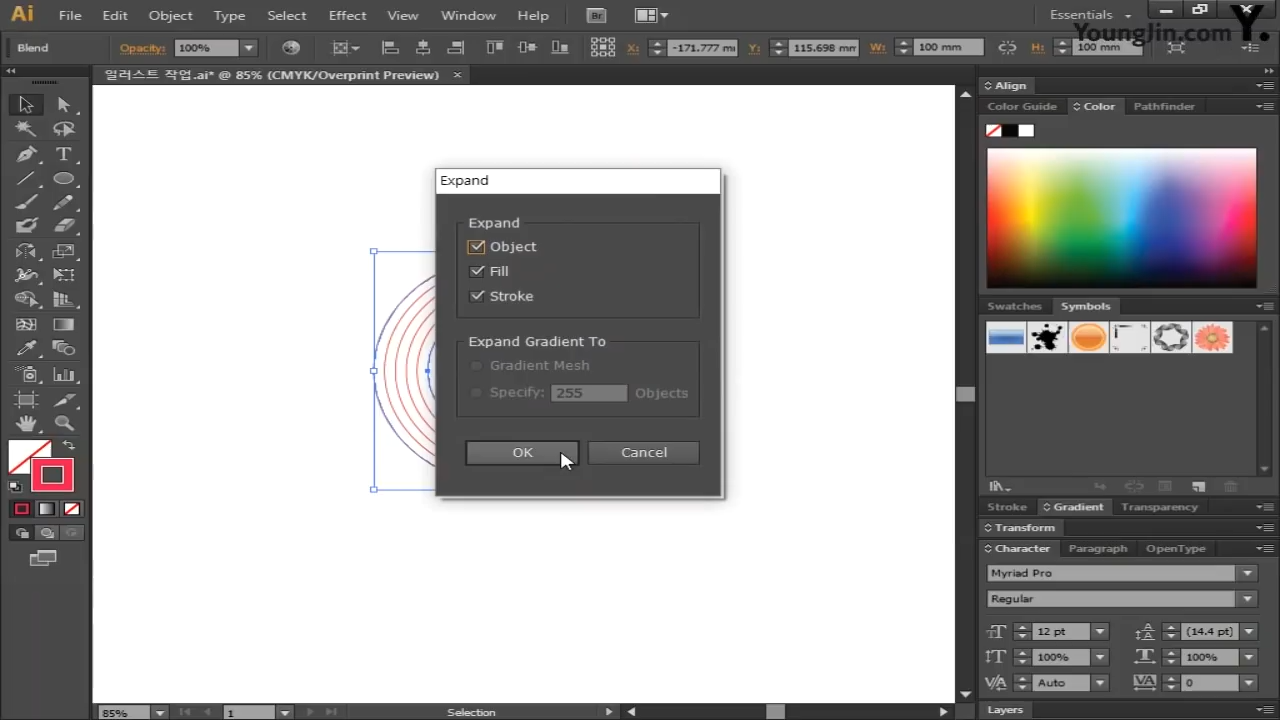 Ai File Edit Object Type Select Effect View Window Help Br Essentials
YoungJin.com Y.
Blend Opacity: 100% X: -171.777 mm Y: 115.698 mm W: 100 mm H: 100 mm
일러스트 작업.ai* @ 85% (CMYK/Overprint Preview)
Align
Color Guide Color Pathfinder
Expand
Expand
Object
Fill
Stroke
Expand Gradient To
Gradient Mesh
Specify: 255 Objects
OK Cancel
Swatches Symbols
Stroke Gradient Transparency
Transform
Character Paragraph OpenType
Myriad Pro
Regular
12 pt (14.4 pt)
100% 100%
Auto 0
Layers
85% 1 Selection